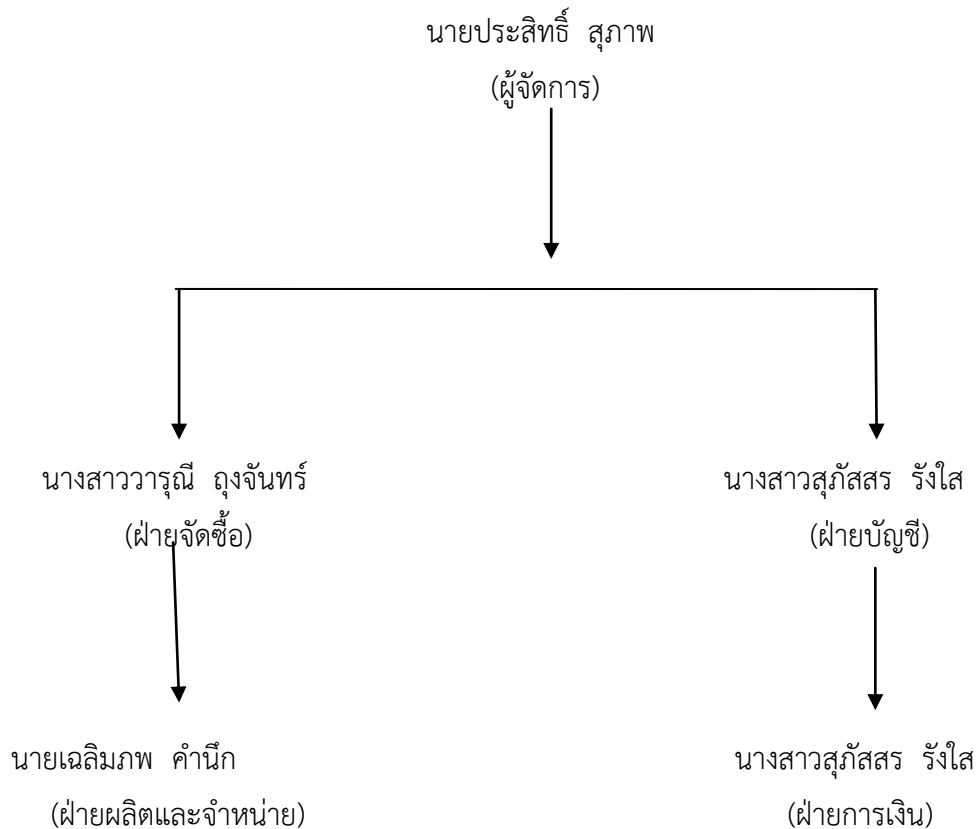 นายประสิทธิ์ สุภาพ
(ผู้จัดการ)
นางสาววารุณี ถุงจันทร์
(ฝ่ายจัดซื้อ)
นางสาวสุภัสสร รังใส
(ฝ่ายบัญชี)
นายเฉลิมภพ คำนึก
(ฝ่ายผลิตและจำหน่าย)
นางสาวสุภัสสร รังใส
(ฝ่ายการเงิน)